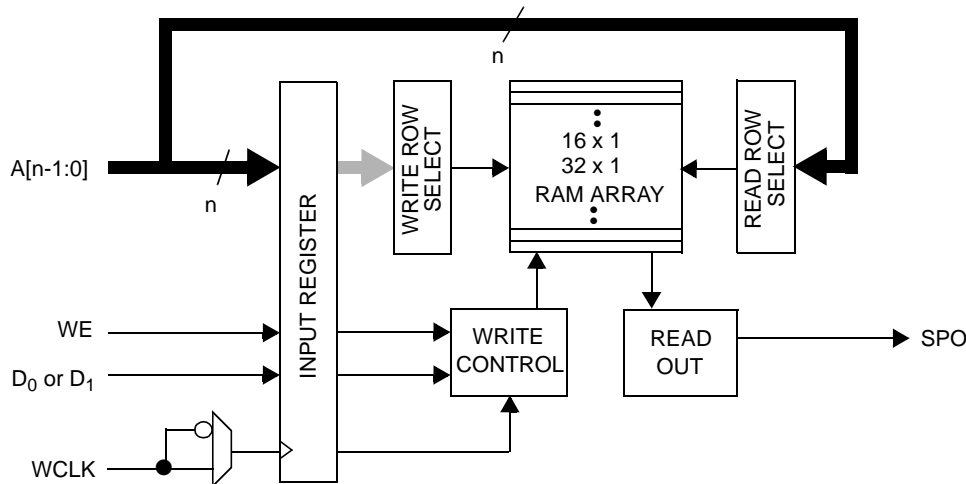 n
A[n-1:0]
n
INPUT REGISTER
WRITE ROW
SELECT
16 x 1
32 x 1
RAM ARRAY
READ ROW
SELECT
WE
D0 or D1
WCLK
WRITE
CONTROL
READ
OUT
SPO